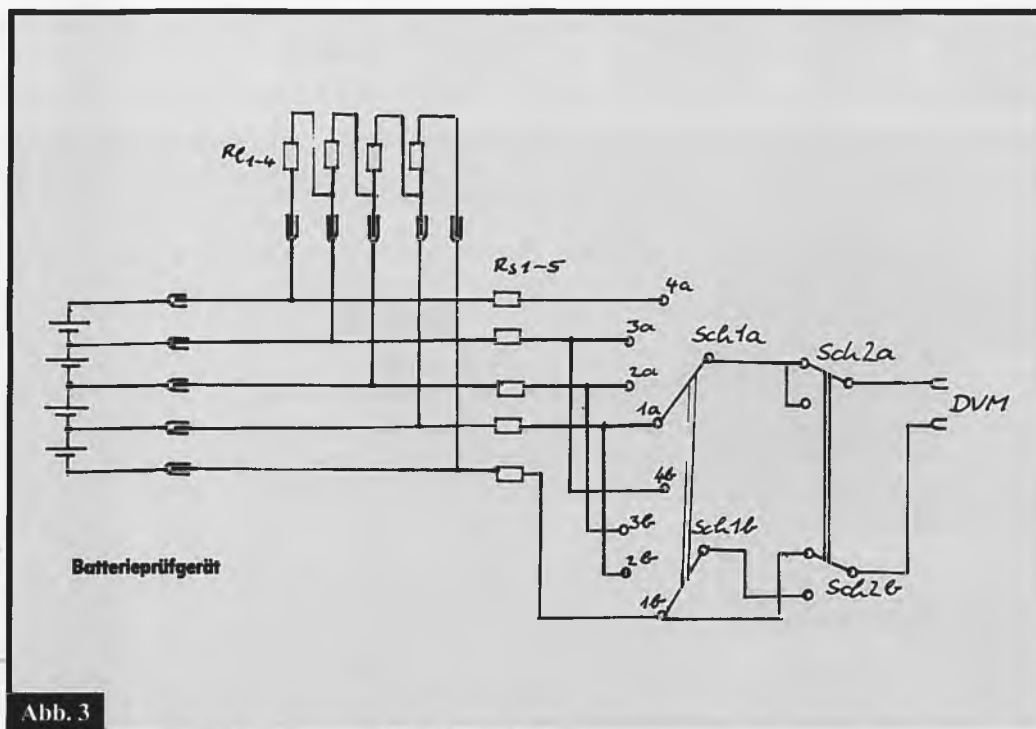 Rl1-4
Rs1-5
4a
3a
2a
1a
Sch1a
Sch2a
DVM
4b
3b
2b
1b
Sch1b
Sch2b
Batterieprüfgerät
Abb. 3